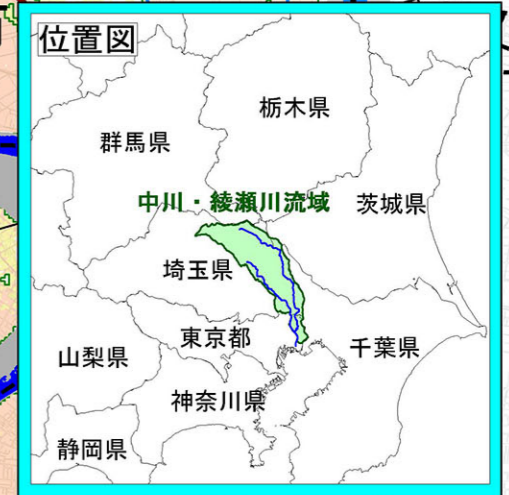 位置図
栃木県
群馬県
中川・綾瀬川流域
茨城県
埼玉県
東京都
千葉県
山梨県
神奈川県
静岡県